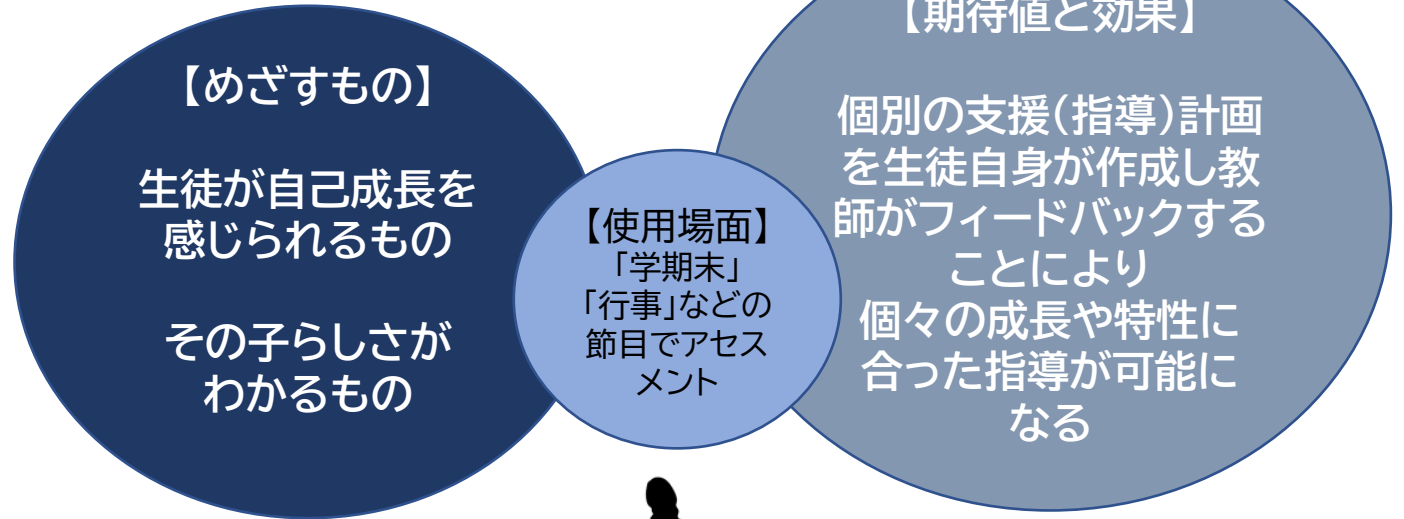 【めざすもの】
生徒が自己成長を
感じられるもの
その子らしさが
わかるもの
【使用場面】
「学期末」
「行事」などの
節目でアセス
メント
【期待値と効果】
個別の支援(指導)計画
を生徒自身が作成し教
師がフィードバックする
ことにより
個々の成長や特性に
合った指導が可能に
なる